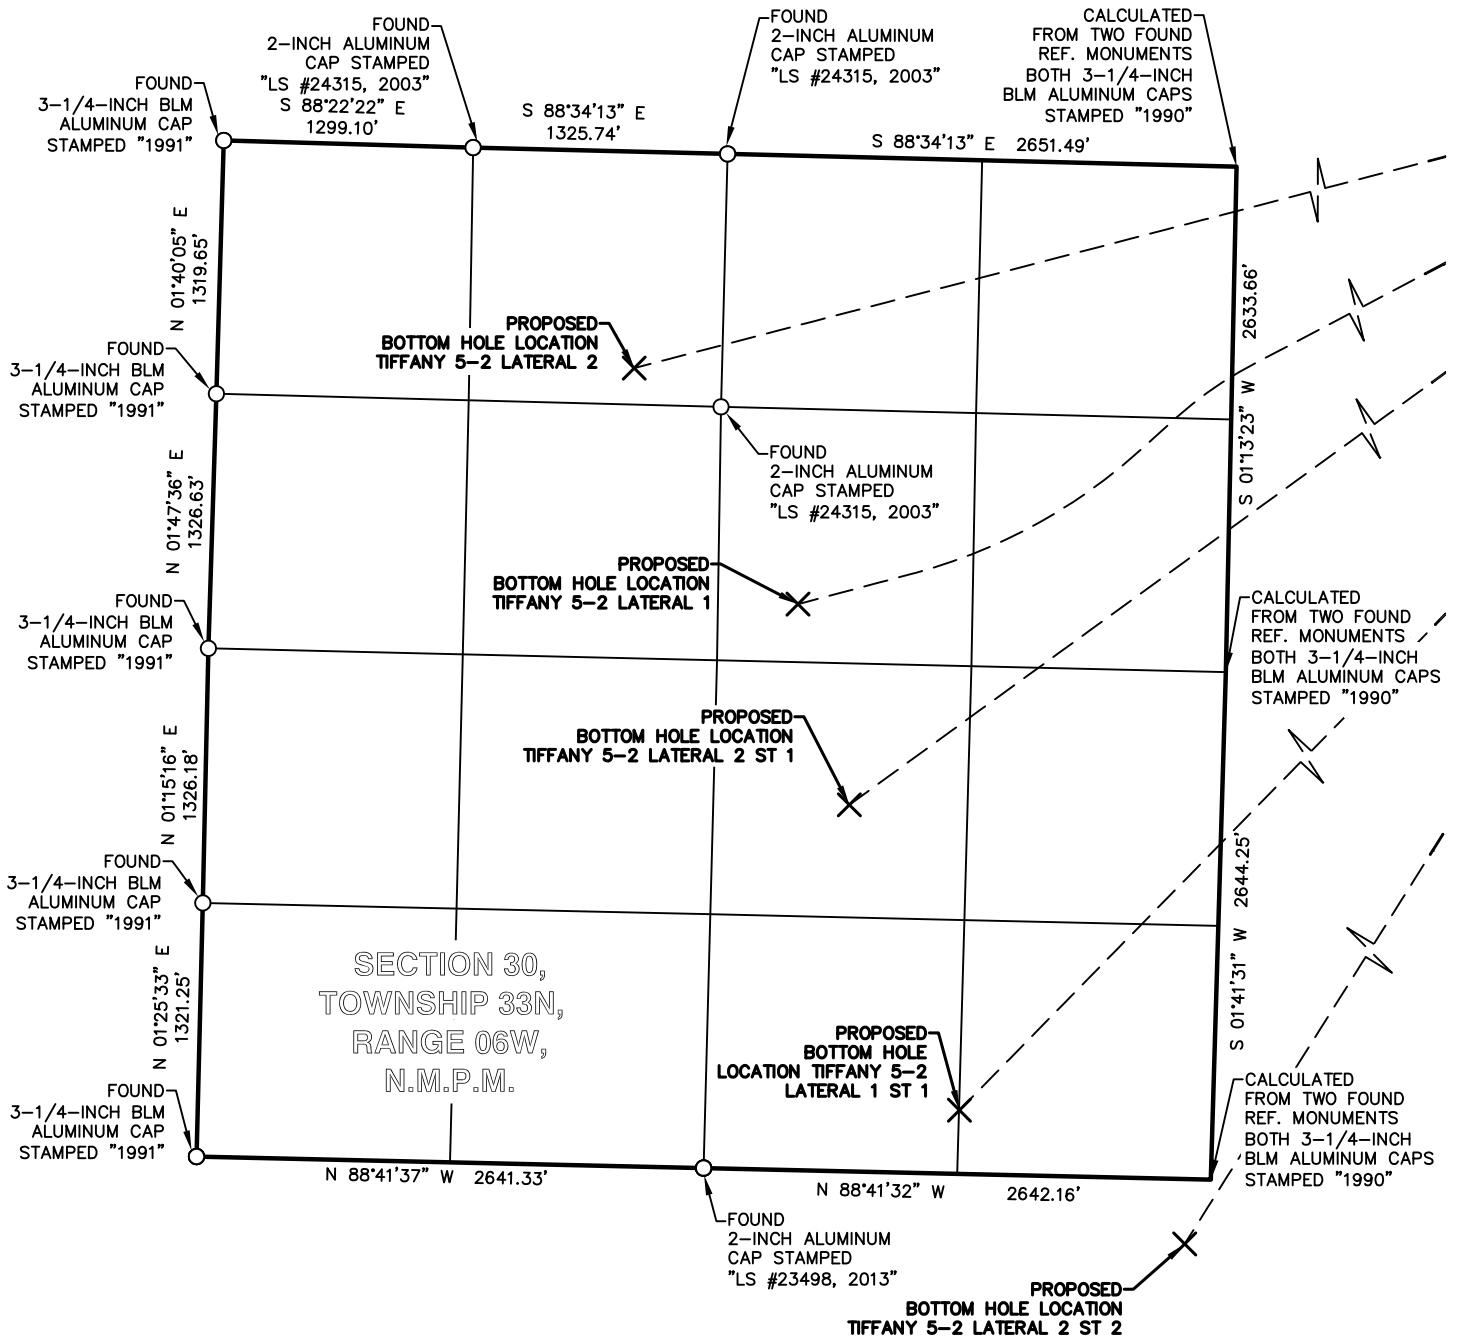 FOUND
2-INCH ALUMINUM
CAP STAMPED
"LS #24315, 2003"
S 88°22'22" E
1299.10'
FOUND
2-INCH ALUMINUM
CAP STAMPED
"LS #24315, 2003"
CALCULATED
FROM TWO FOUND
REF. MONUMENTS
BOTH 3-1/4-INCH
BLM ALUMINUM CAPS
STAMPED "1990"
FOUND
3-1/4-INCH BLM
ALUMINUM CAP
STAMPED "1991"
S 88°34'13" E
1325.74'
S 88°34'13" E 2651.49'
N 01°40'05" E
1319.65'
2633.66'
S 01°13'23" W
PROPOSED
BOTTOM HOLE LOCATION
TIFFANY 5-2 LATERAL 2
FOUND
3-1/4-INCH BLM
ALUMINUM CAP
STAMPED "1991"
FOUND
2-INCH ALUMINUM
CAP STAMPED
"LS #24315, 2003"
N 01°47'36" E
1326.63'
PROPOSED
BOTTOM HOLE LOCATION
TIFFANY 5-2 LATERAL 1
FOUND
3-1/4-INCH BLM
ALUMINUM CAP
STAMPED "1991"
CALCULATED
FROM TWO FOUND
REF. MONUMENTS
BOTH 3-1/4-INCH
BLM ALUMINUM CAPS
STAMPED "1990"
PROPOSED
BOTTOM HOLE LOCATION
TIFFANY 5-2 LATERAL 2 ST 1
N 01°15'16" E
1326.18'
S 01°41'31" W 2644.25'
FOUND
3-1/4-INCH BLM
ALUMINUM CAP
STAMPED "1991"
SECTION 30,
TOWNSHIP 33N,
RANGE 06W,
N.M.P.M.
N 01°25'33" E
1321.25'
PROPOSED
BOTTOM HOLE
LOCATION TIFFANY 5-2
LATERAL 1 ST 1
FOUND
3-1/4-INCH BLM
ALUMINUM CAP
STAMPED "1991"
CALCULATED
FROM TWO FOUND
REF. MONUMENTS
BOTH 3-1/4-INCH
BLM ALUMINUM CAPS
STAMPED "1990"
N 88°41'37" W 2641.33'
N 88°41'32" W 2642.16'
FOUND
2-INCH ALUMINUM
CAP STAMPED
"LS #23498, 2013"
PROPOSED
BOTTOM HOLE LOCATION
TIFFANY 5-2 LATERAL 2 ST 2